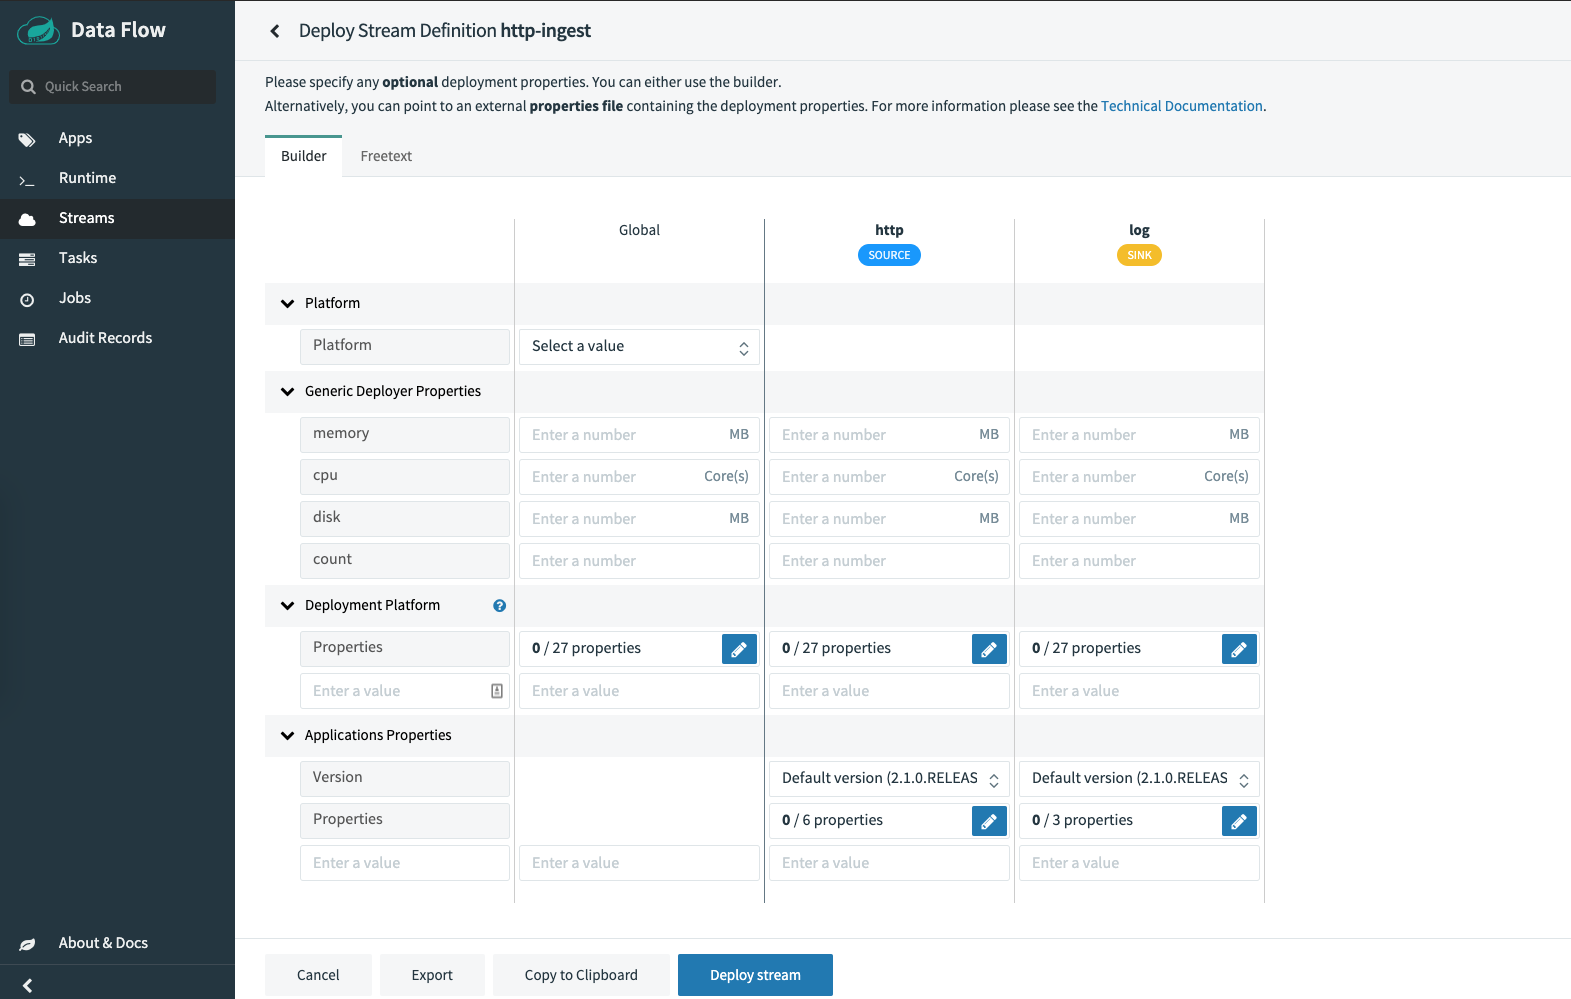 Data Flow
Quick Search
Apps
Runtime
Streams
Tasks
Jobs
Audit Records
About & Docs
Deploy Stream Definition http-ingest
Please specify any optional deployment properties. You can either use the builder.
Alternatively, you can point to an external properties file containing the deployment properties. For more information please see the Technical Documentation.
Builder Freetext
Global http log
SOURCE SINK
Platform
Platform Select a value
Generic Deployer Properties
memory Enter a number MB Enter a number MB Enter a number MB
cpu Enter a number Core(s) Enter a number Core(s) Enter a number Core(s)
disk Enter a number MB Enter a number MB Enter a number MB
count Enter a number Enter a number Enter a number
Deployment Platform ?
Properties 0 / 27 properties 0 / 27 properties 0 / 27 properties
Enter a value Enter a value Enter a value Enter a value
Applications Properties
Version Default version (2.1.0.RELEAS Default version (2.1.0.RELEAS
Properties 0 / 6 properties 0 / 3 properties
Enter a value Enter a value Enter a value Enter a value
Cancel Export Copy to Clipboard Deploy stream